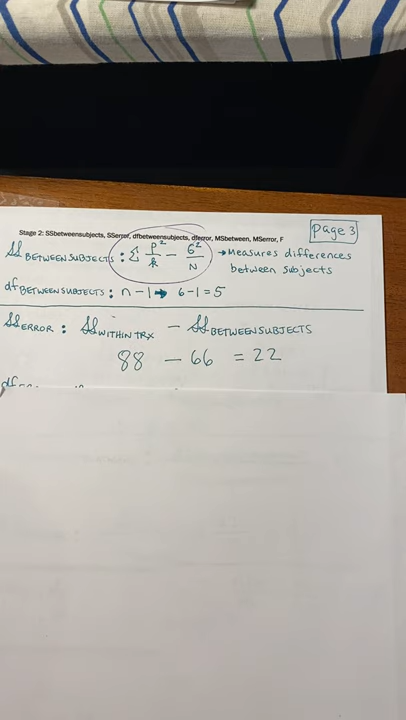 Page 3
Stage 2: SSbetweensubjects, SSerror, dfbetweensubjects, dferror, MSbetween, MSerror, F
SS BETWEEN SUBJECTS : Σ P²/k - G²/N → Measures differences
between subjects
df BETWEEN SUBJECTS : n - 1 → 6 - 1 = 5
SS ERROR : SS WITHIN TRX - SS BETWEEN SUBJECTS
88 - 66 = 22